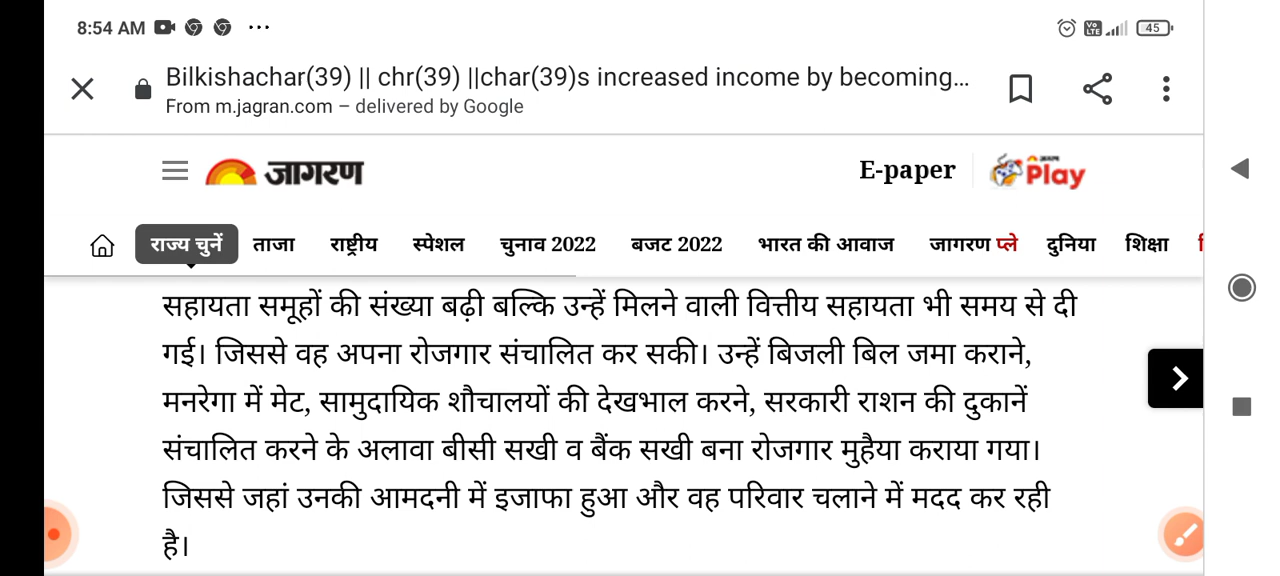 8:54 AM ...
Vo LTE 45
Bilkishachar(39) || chr(39) ||char(39)s increased income by becoming...
From m.jagran.com – delivered by Google
जागरण E-paper Play
राज्य चुनें ताजा राष्ट्रीय स्पेशल चुनाव 2022 बजट 2022 भारत की आवाज जागरण प्ले दुनिया शिक्षा
सहायता समूहों की संख्या बढ़ी बल्कि उन्हें मिलने वाली वित्तीय सहायता भी समय से दी
गई। जिससे वह अपना रोजगार संचालित कर सकी। उन्हें बिजली बिल जमा कराने,
मनरेगा में मेट, सामुदायिक शौचालयों की देखभाल करने, सरकारी राशन की दुकानें
संचालित करने के अलावा बीसी सखी व बैंक सखी बना रोजगार मुहैया कराया गया।
जिससे जहां उनकी आमदनी में इजाफा हुआ और वह परिवार चलाने में मदद कर रही
है।